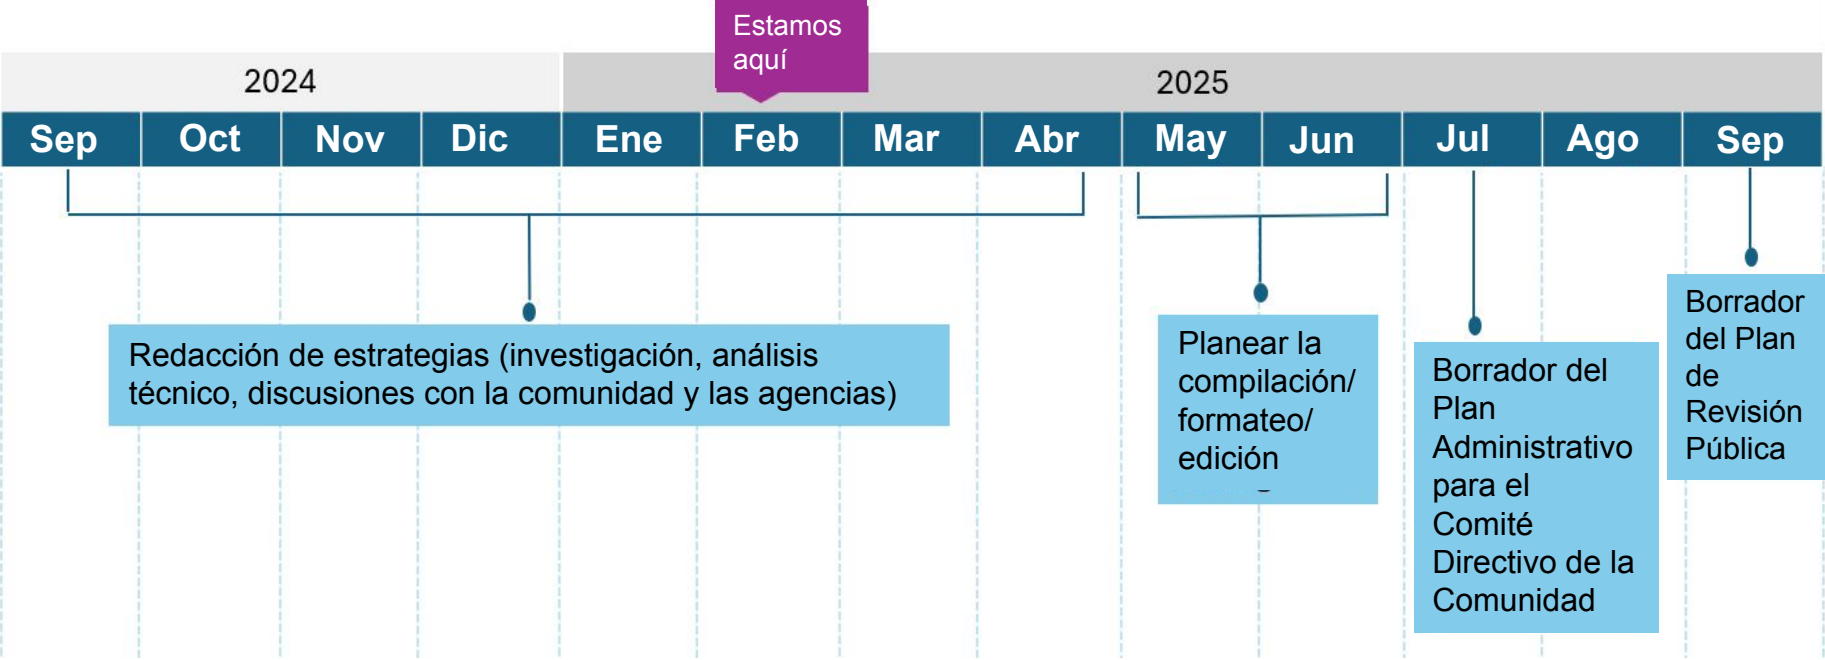 Estamos
aquí
2024
2025
Sep Oct Nov Dic Ene Feb Mar Abr May Jun Jul Ago Sep
Redacción de estrategias (investigación, análisis
técnico, discusiones con la comunidad y las agencias)
Planear la
compilación/
formateo/
edición
Borrador del
Plan
Administrativo
para el
Comité
Directivo de la
Comunidad
Borrador
del Plan
de
Revisión
Pública